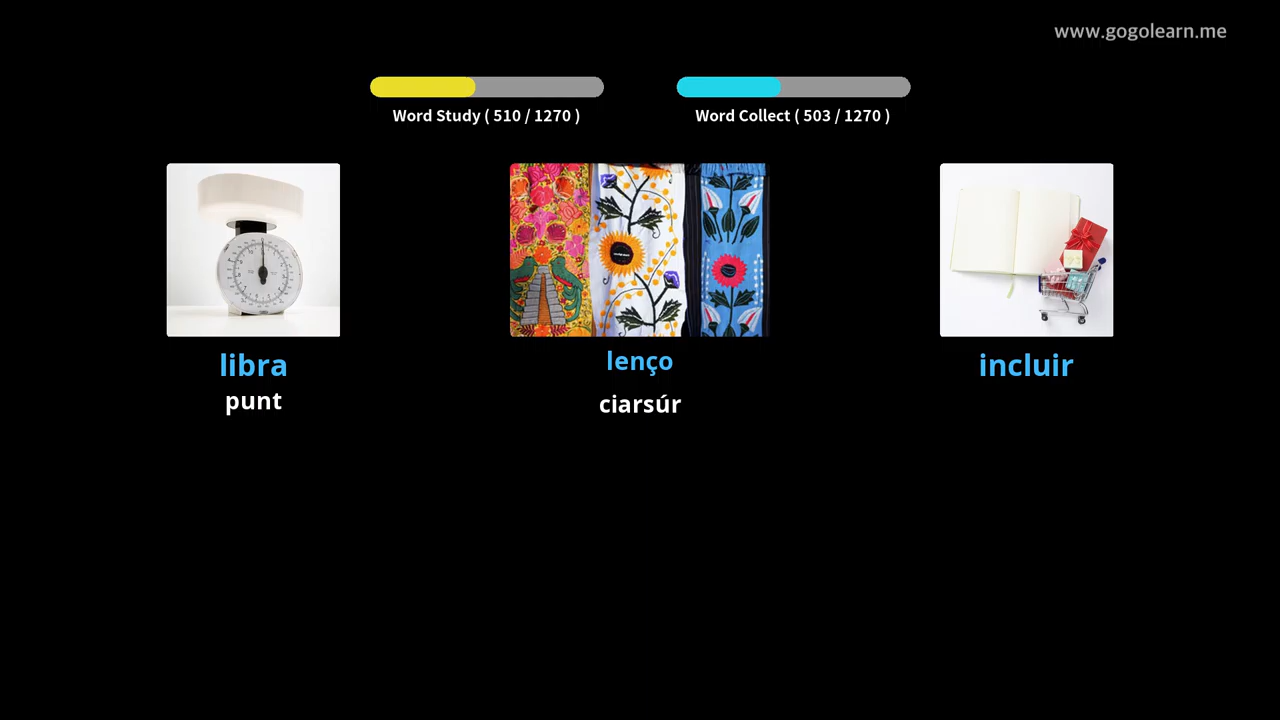 www.gogolearn.me
Word Study ( 510 / 1270 )
Word Collect ( 503 / 1270 )
libra
punt
lenço
ciarsúr
incluir